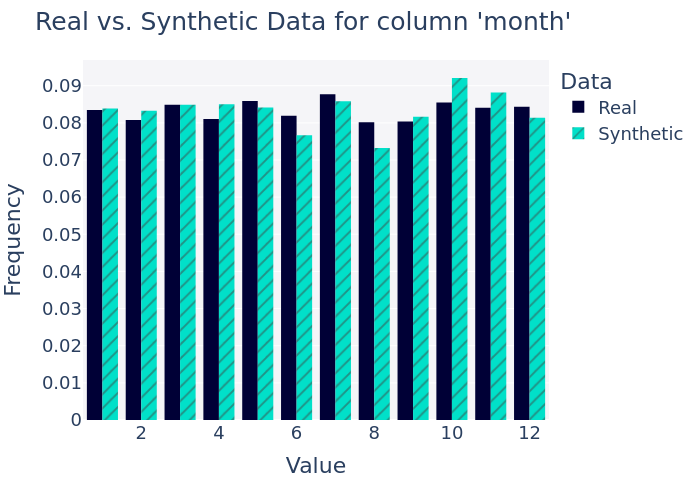 Real vs. Synthetic Data for column 'month'
Data
Real
Synthetic
Frequency
0.09
0.08
0.07
0.06
0.05
0.04
0.03
0.02
0.01
0
2
4
6
8
10
12
Value